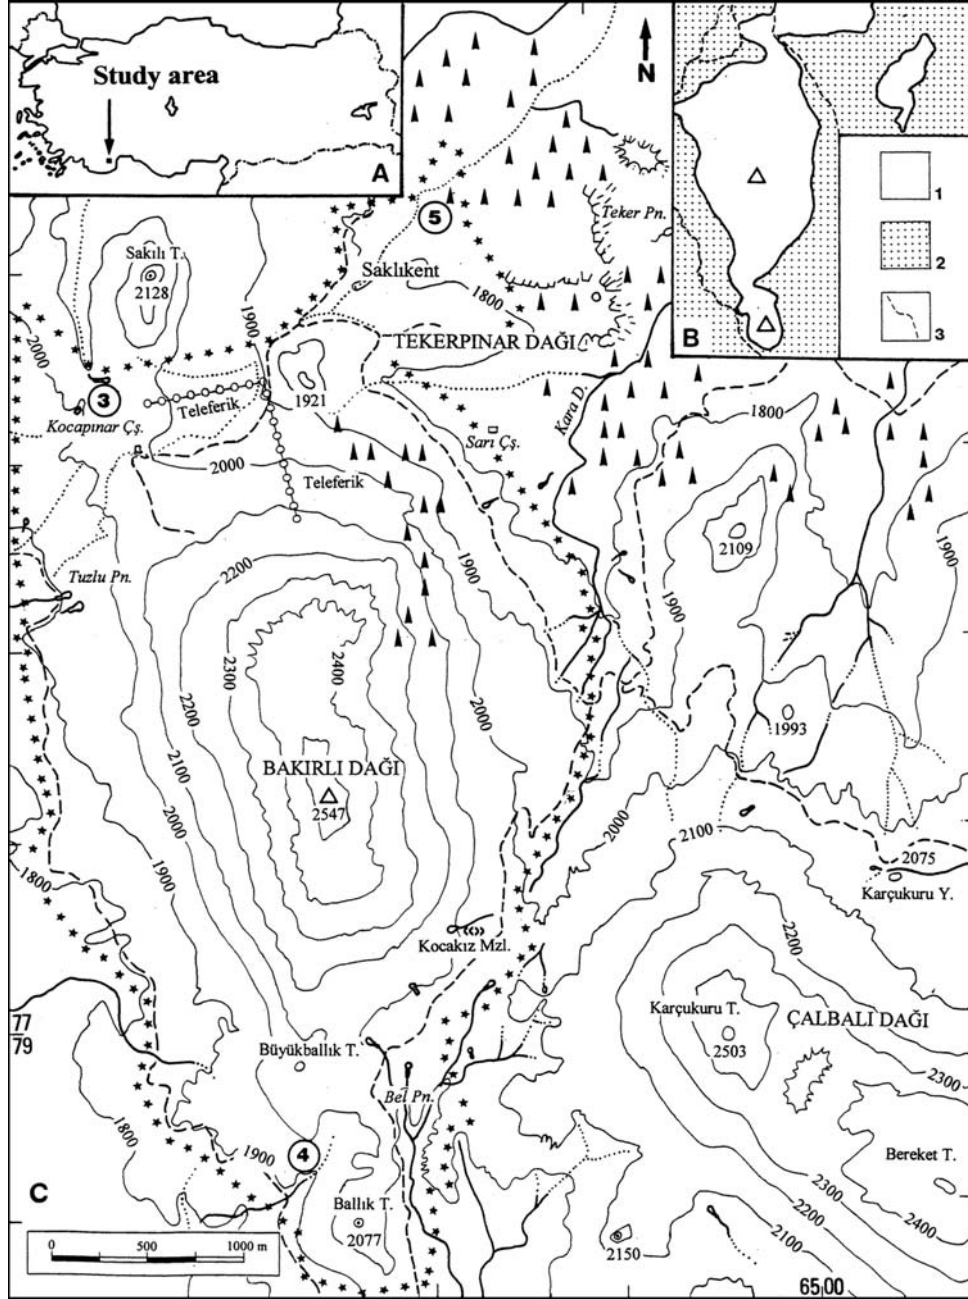 Study area
A
N
B
1
2
3
5
Teker Pn.
Sakılı T.
2128
Saklıkent
1800
1900
2000
TEKERPINAR DAĞI
3
Teleferik
1921
Kara D.
1800
Kocapınar Çş.
Sarı Çş.
2000
Teleferik
2109
1900
2200
1900
1900
Tuzlu Pn.
2300
2400
2200
2000
1993
BAKIRLI DAĞI
2547
2100
2000
2000
2100
1900
1800
2075
Karçukuru Y.
2200
Kocakız Mzl.
77
79
Karçukuru T.
ÇALBALI DAĞI
2503
Büyükballık T.
2300
Bel Pn.
1800
1900
4
Bereket T.
C
Ballık T.
2077
2300
2200
2400
2100
2150
0 500 1000 m
65 00